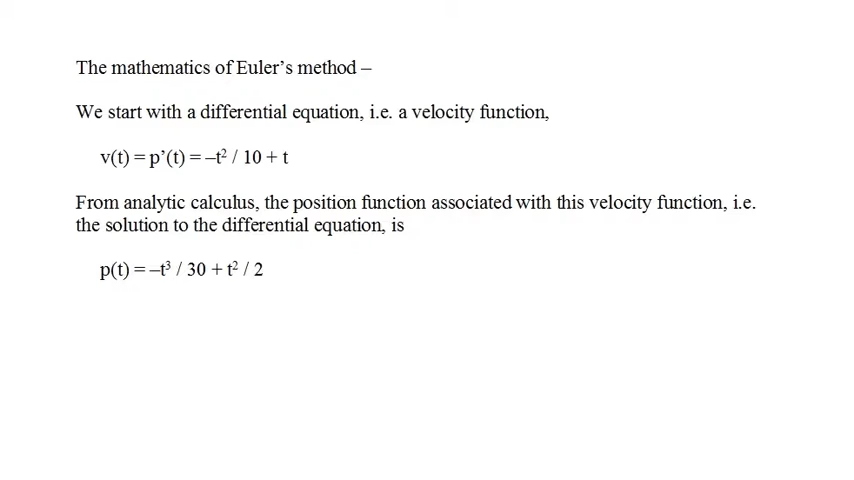 The mathematics of Euler’s method –
We start with a differential equation, i.e. a velocity function,
v(t) = p’(t) = –t² / 10 + t
From analytic calculus, the position function associated with this velocity function, i.e.
the solution to the differential equation, is
p(t) = –t³ / 30 + t² / 2